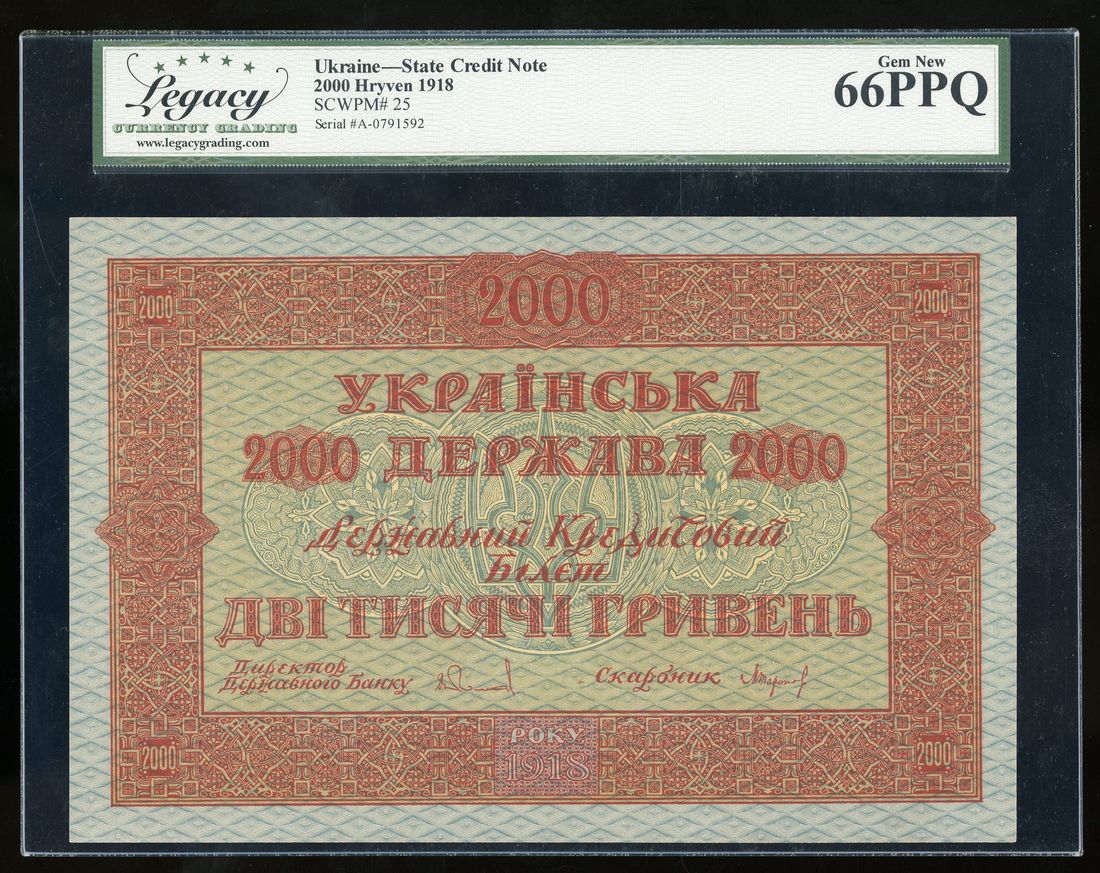 Legacy
CURRENCY GRADING
www.legacygrading.com
Ukraine—State Credit Note
2000 Hryven 1918
SCWPM# 25
Serial #A-0791592
Gem New
66PPQ
2000
2000
2000
УКРАЇНСЬКА
2000 ДЕРЖАВА 2000
Державний Кредитовий
Білет
ДВІ ТИСЯЧІ ГРИВЕНЬ
Директор
Державного Банку
Скарбник
2000
РОКУ
1918
2000